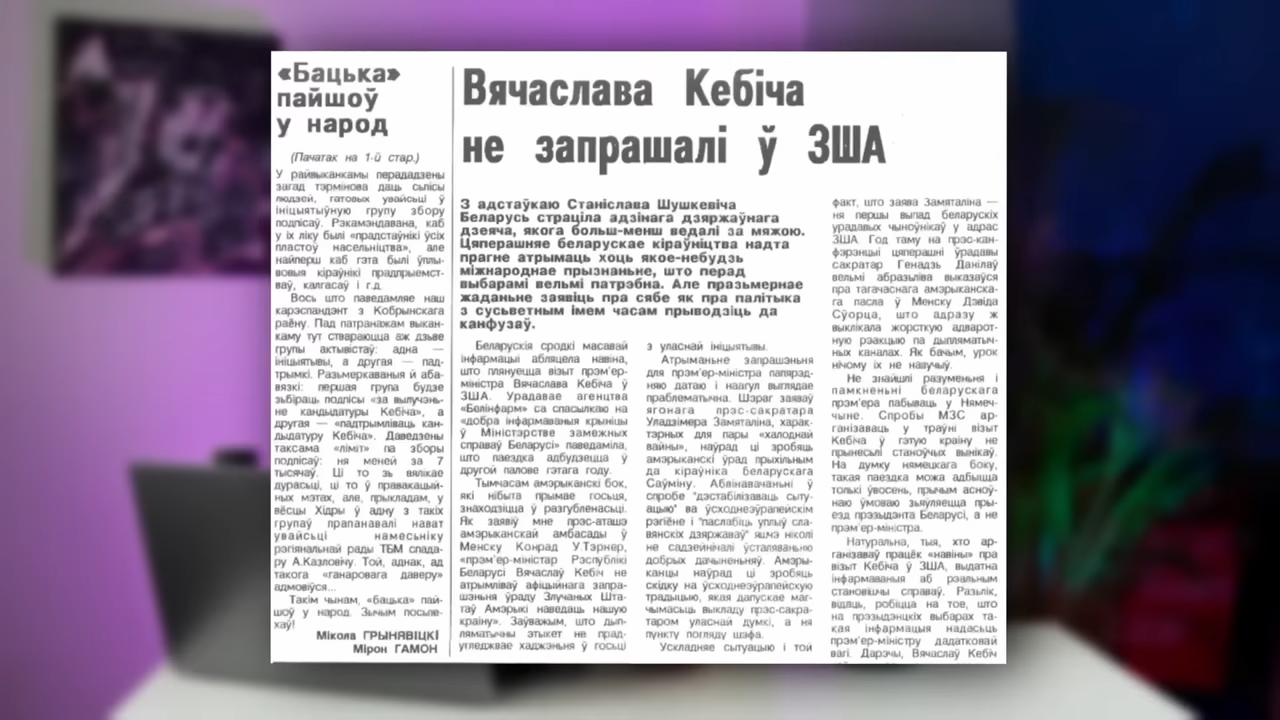 «Бацька»
пайшоў
у народ
(Пачатак на 1-й стар.)
У райвыканкамы перададзены
загад тэрмінова даць сьпісы
людзей, гатовых увайсьці ў
ініцыятыўную групу збору
подпісаў. Рэкамендавана, каб
у іх ліку былі «прадстаўнікі ўсіх
пластоў насельніцтва», але
найперш каб гэта былі ўплы-
вовыя кіраўнікі прадпрыемст-
ваў, калгасаў і г.д.
Вось што паведамляе наш
карэспандэнт з Кобрынскага
раёну. Пад патранажам выкан-
каму тут ствараюцца аж дзьве
групы актывістаў: адна —
ініцыятывы, а другая — пад-
трымкі. Разьмеркаваныя й аба-
вязкі: першая група будзе
зьбіраць подпісы «за вылучэнь-
не кандыдатуры Кебіча», а
другая — «падтрымліваць кан-
дыдатуру Кебіча». Даведзены
таксама «ліміт» па зборы
подпісаў: ня меней за 7
тысячаў. Ці то зь вялікае
дурасьці, ці то ў правакацый-
ных мэтах, але, прыкладам, у
вёсцы Хідры ў адну з такіх
групаў прапанавалі нават
увайсьці намесьніку
рэгіянальнай рады ТБМ спада-
ру А.Казловічу. Той, аднак, ад
такога «ганаровага даверу»
адмовіўся...
Такім чынам, «бацька» пай-
шоў у народ. Зычым посьпе-
хаў!
Мікола ГРЫНЯВІЦКІ
Мірон ГАМОН
Вячаслава Кебіча
не запрашалі ў ЗША
З адстаўкаю Станіслава Шушкевіча
Беларусь страціла адзінага дзяржаўнага
дзеяча, якога больш-менш ведалі за мяжою.
Цяперашняе беларускае кіраўніцтва надта
прагне атрымаць хоць якое-небудзь
міжнароднае прызнаньне, што перад
выбарамі вельмі патрэбна. Але празьмернае
жаданьне заявіць пра сябе як пра палітыка
з сусьветным імем часам прыводзіць да
канфузаў.
Беларускія сродкі масавай
інфармацыі абляцела навіна,
што плянуецца візыт прэм'ер-
міністра Вячаслава Кебіча ў
ЗША. Урадавае агенцтва
«Белінфарм» са спасылкаю на
«добра інфармаваныя крыніцы
ў Міністэрстве замежных
справаў Беларусі» паведаміла,
што паездка адбудзецца ў
другой палове гэтага году.
Тымчасам амэрыканскі бок,
які нібыта прымае госьця,
знаходзіцца ў разгубленасьці.
Як заявіў мне прэс-аташэ
амэрыканскай амбасады ў
Менску Конрад У.Тэрнер,
«прэм'ер-міністар Рэспублікі
Беларусі Вячаслаў Кебіч не
атрымліваў афіцыйнага запра-
шэньня ўраду Злучаных Шта-
таў Амэрыкі наведаць нашую
краіну». Заўважым, што дып-
ляматычны этыкет не прад-
угледжвае хаджэньня ў госьці
з уласнай ініцыятывы.
Атрыманьне запрашэньня
для прэм'ер-міністра папярэд-
няю датаю і наагул выглядае
праблематычна. Шэраг заяваў
ягонага прэс-сакратара
Уладзімера Замяталіна, харак-
тэрных для пары «халоднай
вайны», наўрад ці зробяць
амэрыканскі ўрад прыхільным
да кіраўніка беларускага
Саўміну. Абвінавачаньні ў
спробе "дэстабілізаваць сыту-
ацыю" ва ўсходнеэўрапейскім
рэгіёне і "паслабіць уплыў сла-
вянскіх дзяржаваў" яшчэ ніколі
не садзейнічалі ўсталяваньню
добрых дачыненьняў. Амэры-
канцы наўрад ці зробяць
скідку на ўсходнеэўрапейскую
традыцыю, якая дапускае маг-
чымасьць выкладу прэс-сакра-
таром уласнай думкі, а ня
пункту погляду шэфа.
Ускладняе сытуацыю і той
факт, што заява Замяталіна —
ня першы выпад беларускіх
урадавых чыноўнікаў у адрас
ЗША. Год таму на прэс-кан-
фэрэнцыі цяперашні ўрадавы
сакратар Генадзь Данілаў
вельмі абразьліва выказаўся
пра тагачаснага амэрыканска-
га пасла ў Менску Дэвіда
Суорца, што адразу ж
выклікала жорсткую адварот-
ную рэакцыю па дыпляматыч-
ных каналах. Як бачым, урок
нічому іх не навучыў.
Не знайшлі разуменьня і
памкненьні беларускага
прэм'ера пабываць у Нямеч-
чыне. Спробы МЗС ар-
ганізаваць у траўні візыт
Кебіча ў гэтую краіну не
прынесьлі станоўчых вынікаў.
На думку нямецкага боку,
такая паездка можа адбыцца
толькі ўвосень, прычым асноў-
наю ўмоваю зьяўляецца пры-
езд прэзыдэнта Беларусі, а не
прэм'ер-міністра.
Натуральна, тыя, хто ар-
ганізаваў працёк «навіны» пра
візыт Кебіча ў ЗША, выдатна
інфармаваныя аб рэальным
становішчы справаў. Разьлік,
відаць, робіцца на тое, што
на прэзыдэнцкіх выбарах та-
кая інфармацыя надасьць
прэм'ер-міністру дадатковай
вагі. Дарэчы, Вячаслаў Кебіч